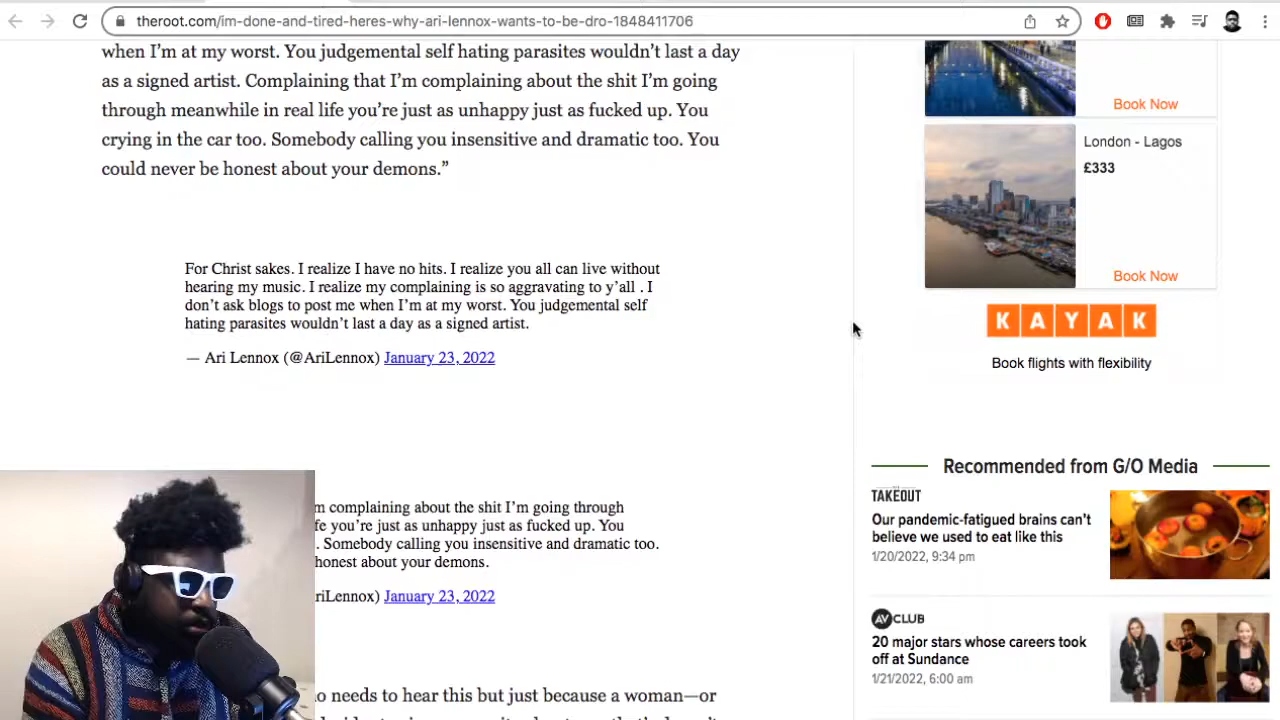 theroot.com/im-done-and-tired-heres-why-ari-lennox-wants-to-be-dro-1848411706
when I'm at my worst. You judgemental self hating parasites wouldn't last a day
as a signed artist. Complaining that I'm complaining about the shit I'm going
through meanwhile in real life you're just as unhappy just as fucked up. You
crying in the car too. Somebody calling you insensitive and dramatic too. You
could never be honest about your demons.”
For Christ sakes. I realize I have no hits. I realize you all can live without
hearing my music. I realize my complaining is so aggravating to y'all . I
don't ask blogs to post me when I'm at my worst. You judgemental self
hating parasites wouldn't last a day as a signed artist.
— Ari Lennox (@AriLennox) January 23, 2022
m complaining about the shit I'm going through
fe you're just as unhappy just as fucked up. You
. Somebody calling you insensitive and dramatic too.
honest about your demons.
riLennox) January 23, 2022
o needs to hear this but just because a woman—or
Book Now
London - Lagos
£333
Book Now
KAYAK
Book flights with flexibility
Recommended from G/O Media
TAKEOUT
Our pandemic-fatigued brains can't
believe we used to eat like this
1/20/2022, 9:34 pm
AV CLUB
20 major stars whose careers took
off at Sundance
1/21/2022, 6:00 am